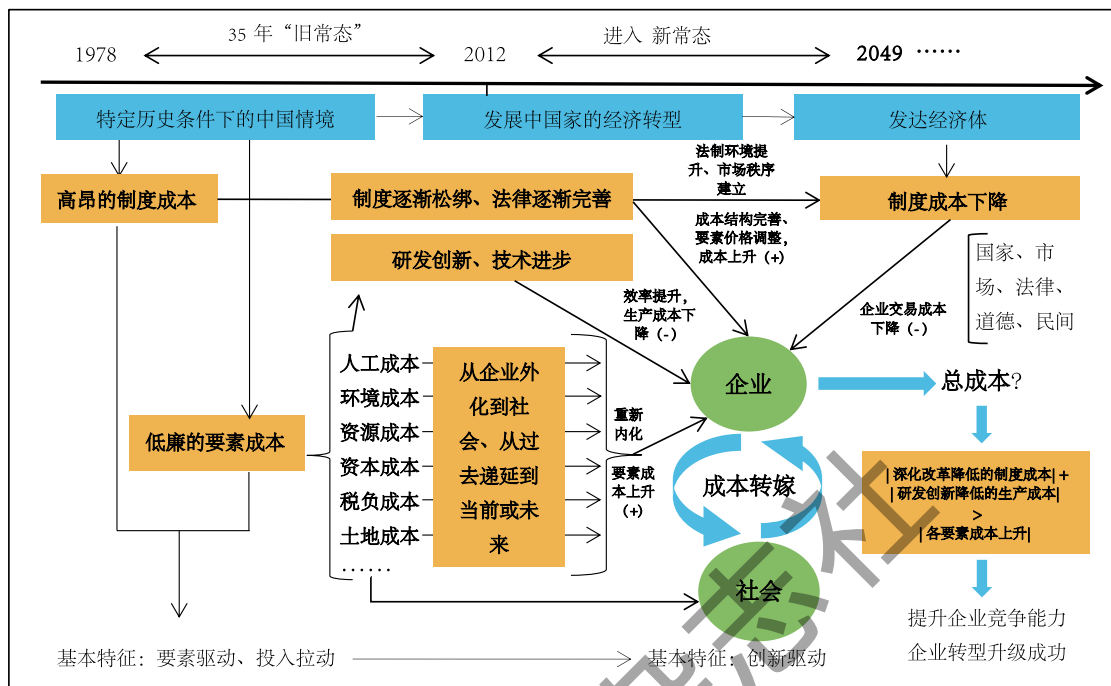 35 年“旧常态”
进入 新常态
1978
2012
2049 ……
特定历史条件下的中国情境
发展中国家的经济转型
发达经济体
高昂的制度成本
制度逐渐松绑、法律逐渐完善
法制环境提
升、市场秩序
建立
制度成本下降
成本结构完善、
要素价格调整,
成本上升（+）
研发创新、技术进步
国家、市
场、法律、
道德、民间
效率提升，
生产成本下
降（-）
企业交易成本
下降（-）
人工成本
环境成本
资源成本
资本成本
税负成本
土地成本
……
从企业外
化到社
会、从过
去递延到
当前或未
来
低廉的要素成本
重新
内化
要素成
本上升
（+）
企业
总成本?
成本转嫁
社会
|深化改革降低的制度成本|+
|研发创新降低的生产成本|
>
|各要素成本上升|
提升企业竞争能力
企业转型升级成功
基本特征：要素驱动、投入拉动
基本特征：创新驱动
志社